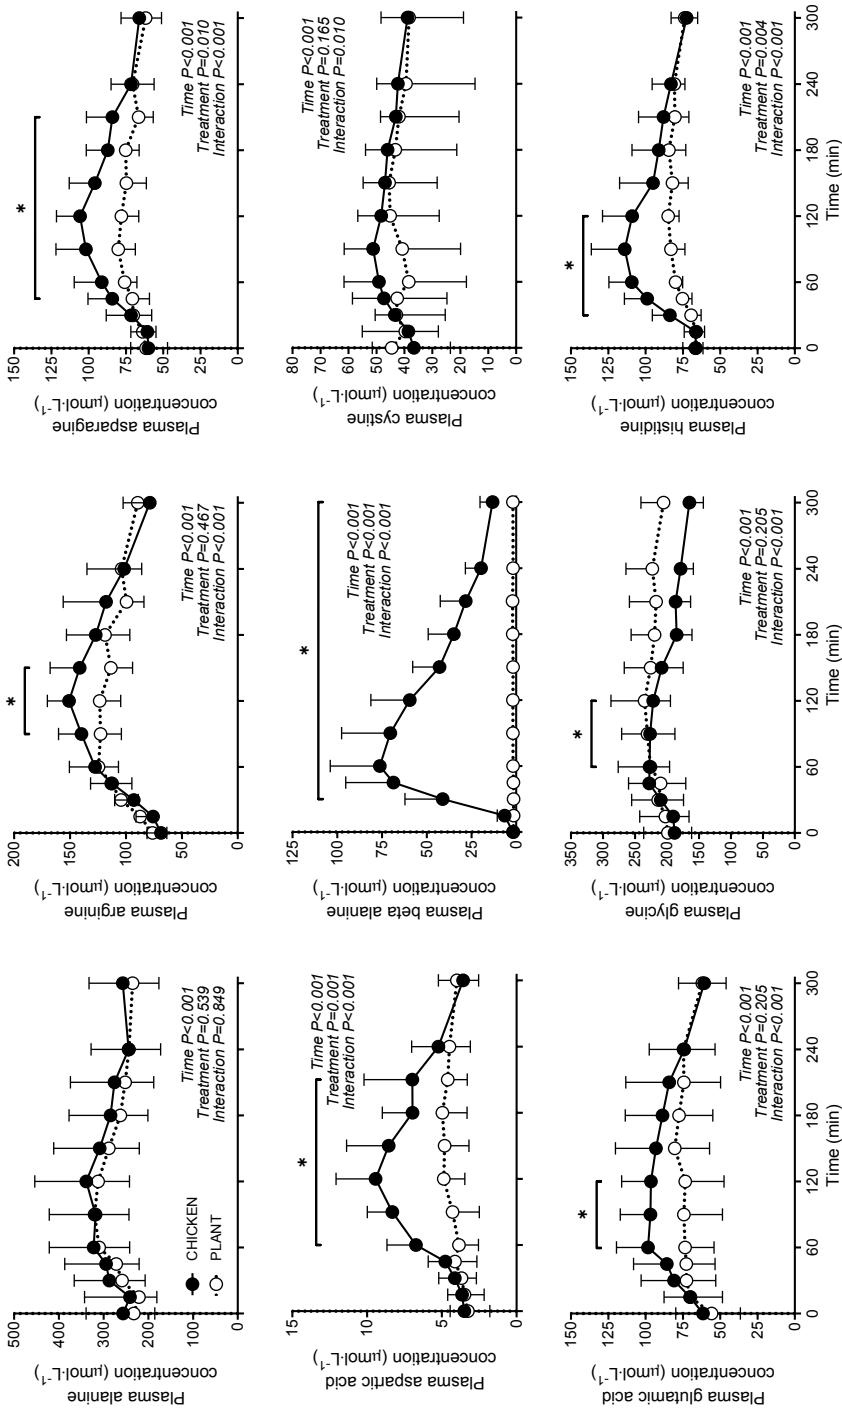 Plasma alanine
concentration (µmol·L⁻¹)
500
400
300
200
100
0
CHICKEN
PLANT
Time P<0.001
Treatment P=0.539
Interaction P=0.849
Plasma arginine
concentration (µmol·L⁻¹)
200
150
100
50
0
*
Time P<0.001
Treatment P=0.467
Interaction P<0.001
Plasma asparagine
concentration (µmol·L⁻¹)
150
125
100
75
50
25
0
*
Time P<0.001
Treatment P=0.010
Interaction P<0.001
Plasma aspartic acid
concentration (µmol·L⁻¹)
15
10
5
0
*
Time P<0.001
Treatment P=0.001
Interaction P<0.001
Plasma beta alanine
concentration (µmol·L⁻¹)
125
100
75
50
25
0
*
Time P<0.001
Treatment P<0.001
Interaction P<0.001
Plasma cystine
concentration (µmol·L⁻¹)
80
70
60
50
40
30
20
10
0
Time P<0.001
Treatment P=0.165
Interaction P=0.010
Plasma glutamic acid
concentration (µmol·L⁻¹)
150
125
100
75
50
25
0
*
Time P<0.001
Treatment P=0.205
Interaction P<0.001
0 60 120 180 240 300
Time (min)
Plasma glycine
concentration (µmol·L⁻¹)
350
300
250
200
150
100
50
0
*
Time P<0.001
Treatment P=0.205
Interaction P<0.001
0 60 120 180 240 300
Time (min)
Plasma histidine
concentration (µmol·L⁻¹)
150
125
100
75
50
25
0
*
Time P<0.001
Treatment P=0.004
Interaction P<0.001
0 60 120 180 240 300
Time (min)